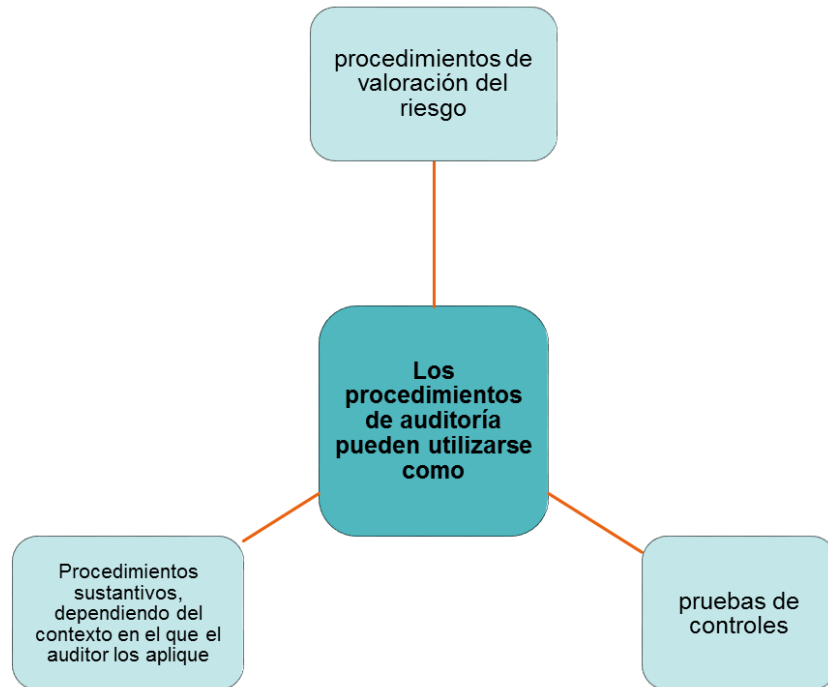 procedimientos de
valoración del
riesgo
Los
procedimientos
de auditoría
pueden utilizarse
como
Procedimientos
sustantivos,
dependiendo del
contexto en el que el
auditor los aplique
pruebas de
controles